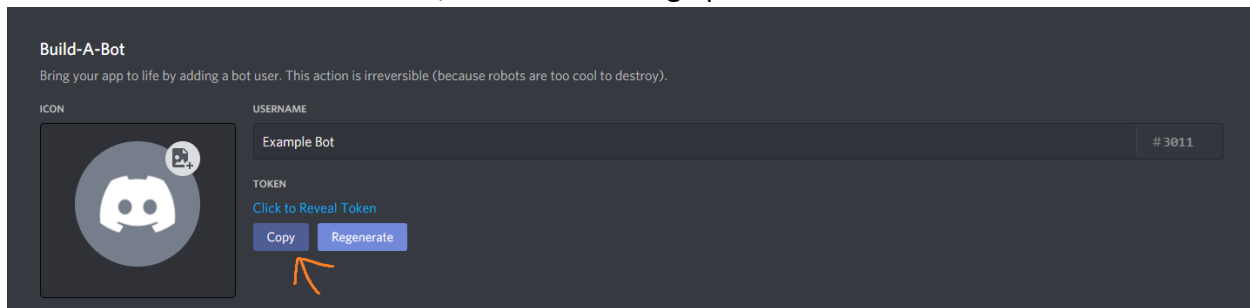 Build-A-Bot
Bring your app to life by adding a bot user. This action is irreversible (because robots are too cool to destroy).
ICON
USERNAME
Example Bot
#3011
TOKEN
Click to Reveal Token
Copy
Regenerate